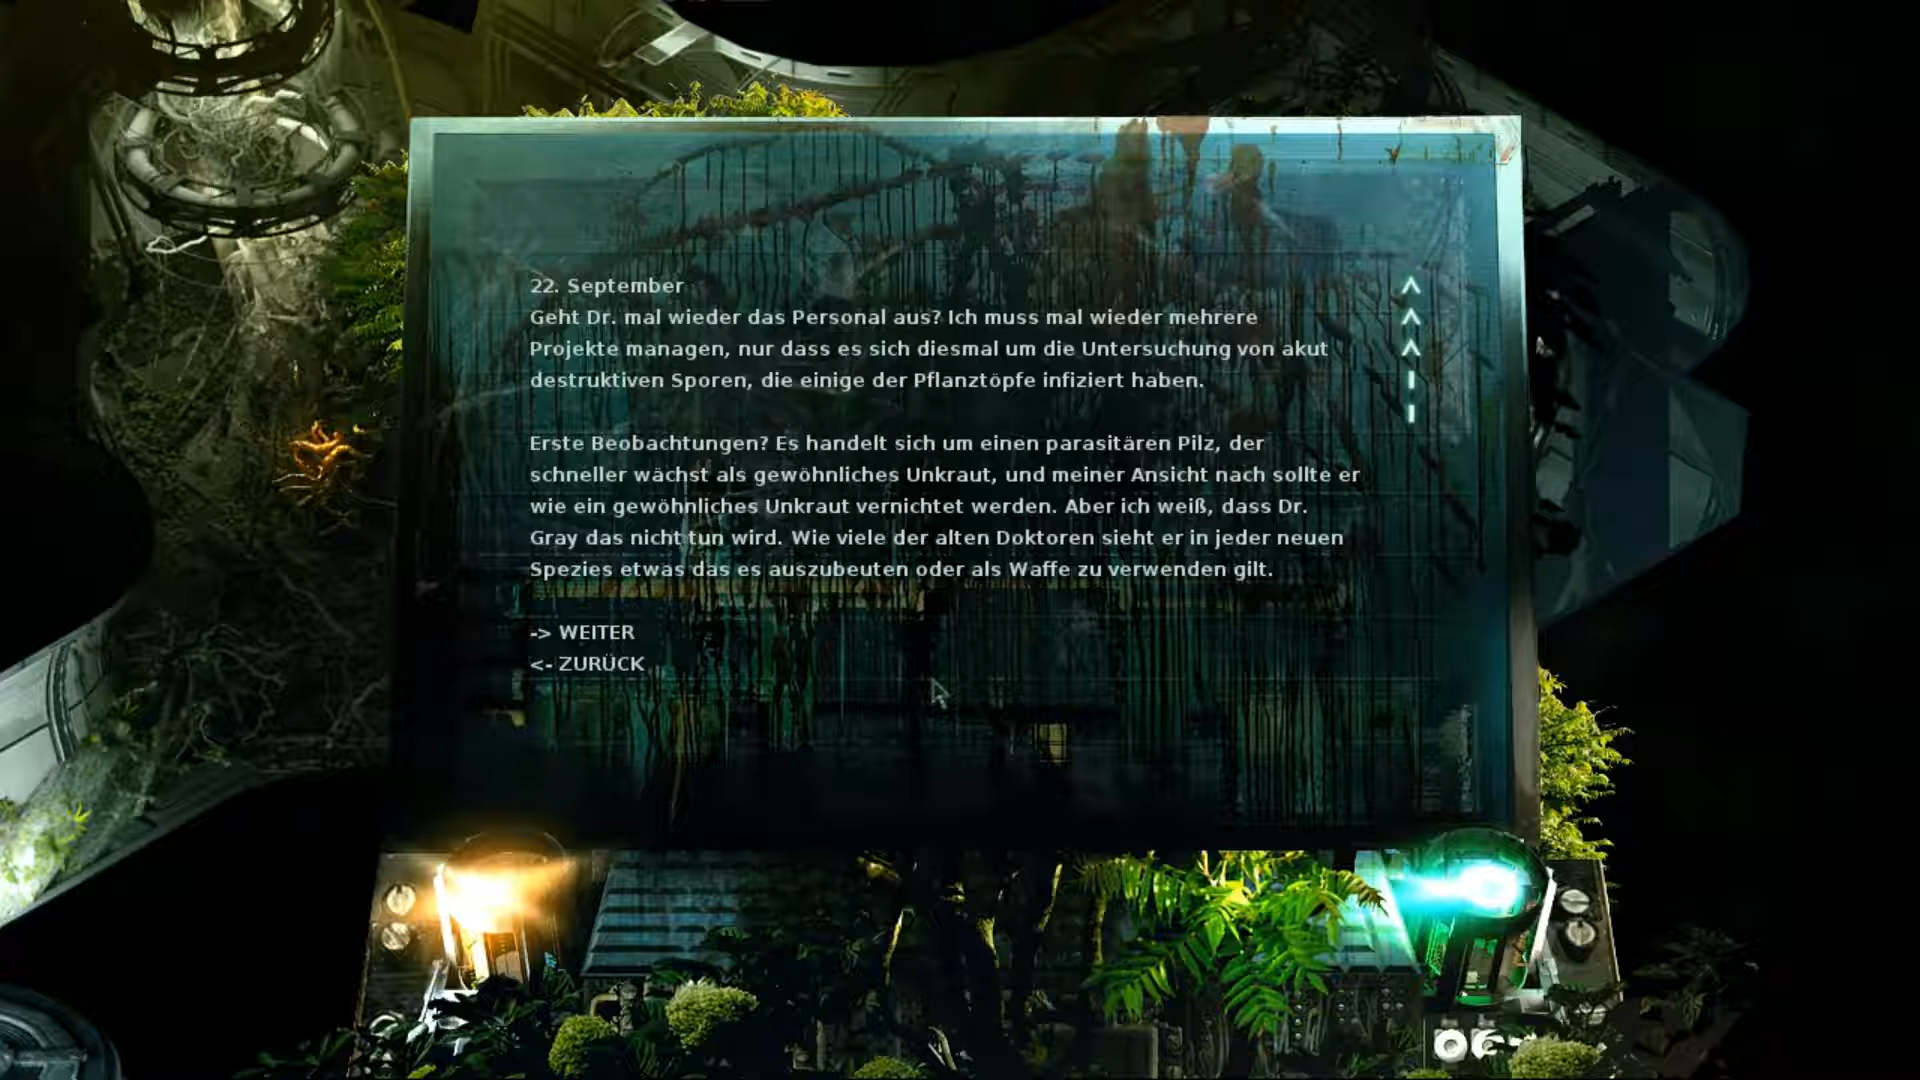 22. September
Geht Dr. mal wieder das Personal aus? Ich muss mal wieder mehrere
Projekte managen, nur dass es sich diesmal um die Untersuchung von akut
destruktiven Sporen, die einige der Pflanztöpfe infiziert haben.
Erste Beobachtungen? Es handelt sich um einen parasitären Pilz, der
schneller wächst als gewöhnliches Unkraut, und meiner Ansicht nach sollte er
wie ein gewöhnliches Unkraut vernichtet werden. Aber ich weiß, dass Dr.
Gray das nicht tun wird. Wie viele der alten Doktoren sieht er in jeder neuen
Spezies etwas das es auszubeuten oder als Waffe zu verwenden gilt.
-> WEITER
<- ZURÜCK